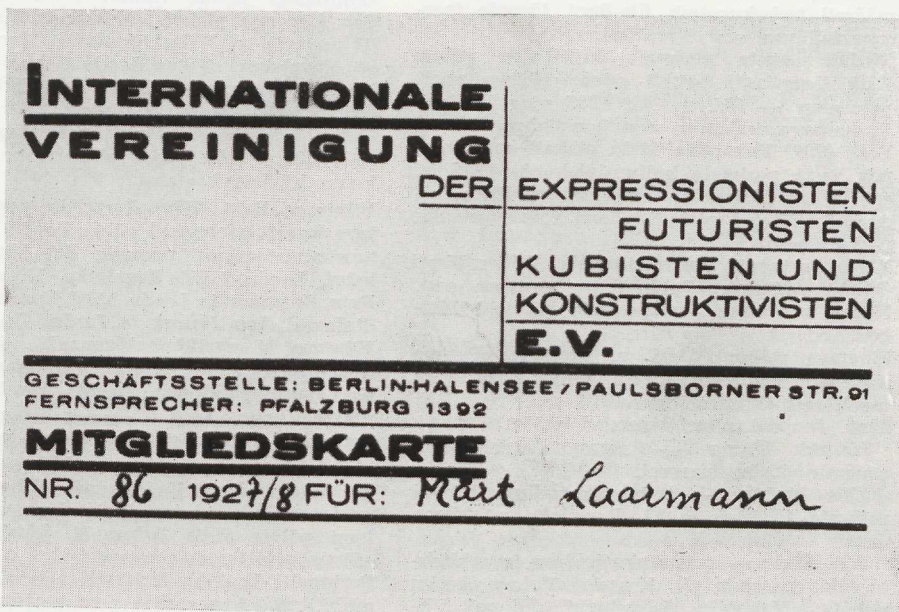 INTERNATIONALE
VEREINIGUNG
DER EXPRESSIONISTEN
FUTURISTEN
KUBISTEN UND
KONSTRUKTIVISTEN
E.V.
GESCHÄFTSSTELLE: BERLIN-HALENSEE/PAULSBORNER STR. 91
FERNSPRECHER: PFALZBURG 1392
MITGLIEDSKARTE
NR. 86 1927/8 FÜR: Märt Laarmann